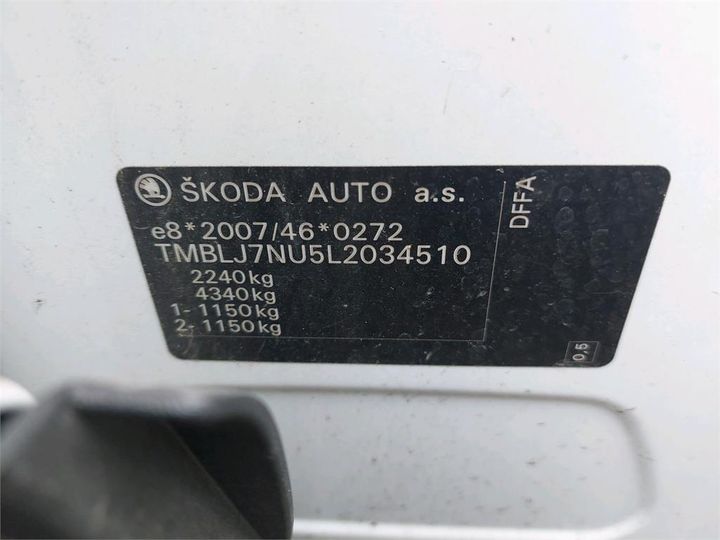 ŠKODA AUTO a.s.
e8*2007/46*0272
TMBLJ7NU5L2034510
2240kg
4340kg
1- 1150kg
2- 1150kg
DFFA
0,5